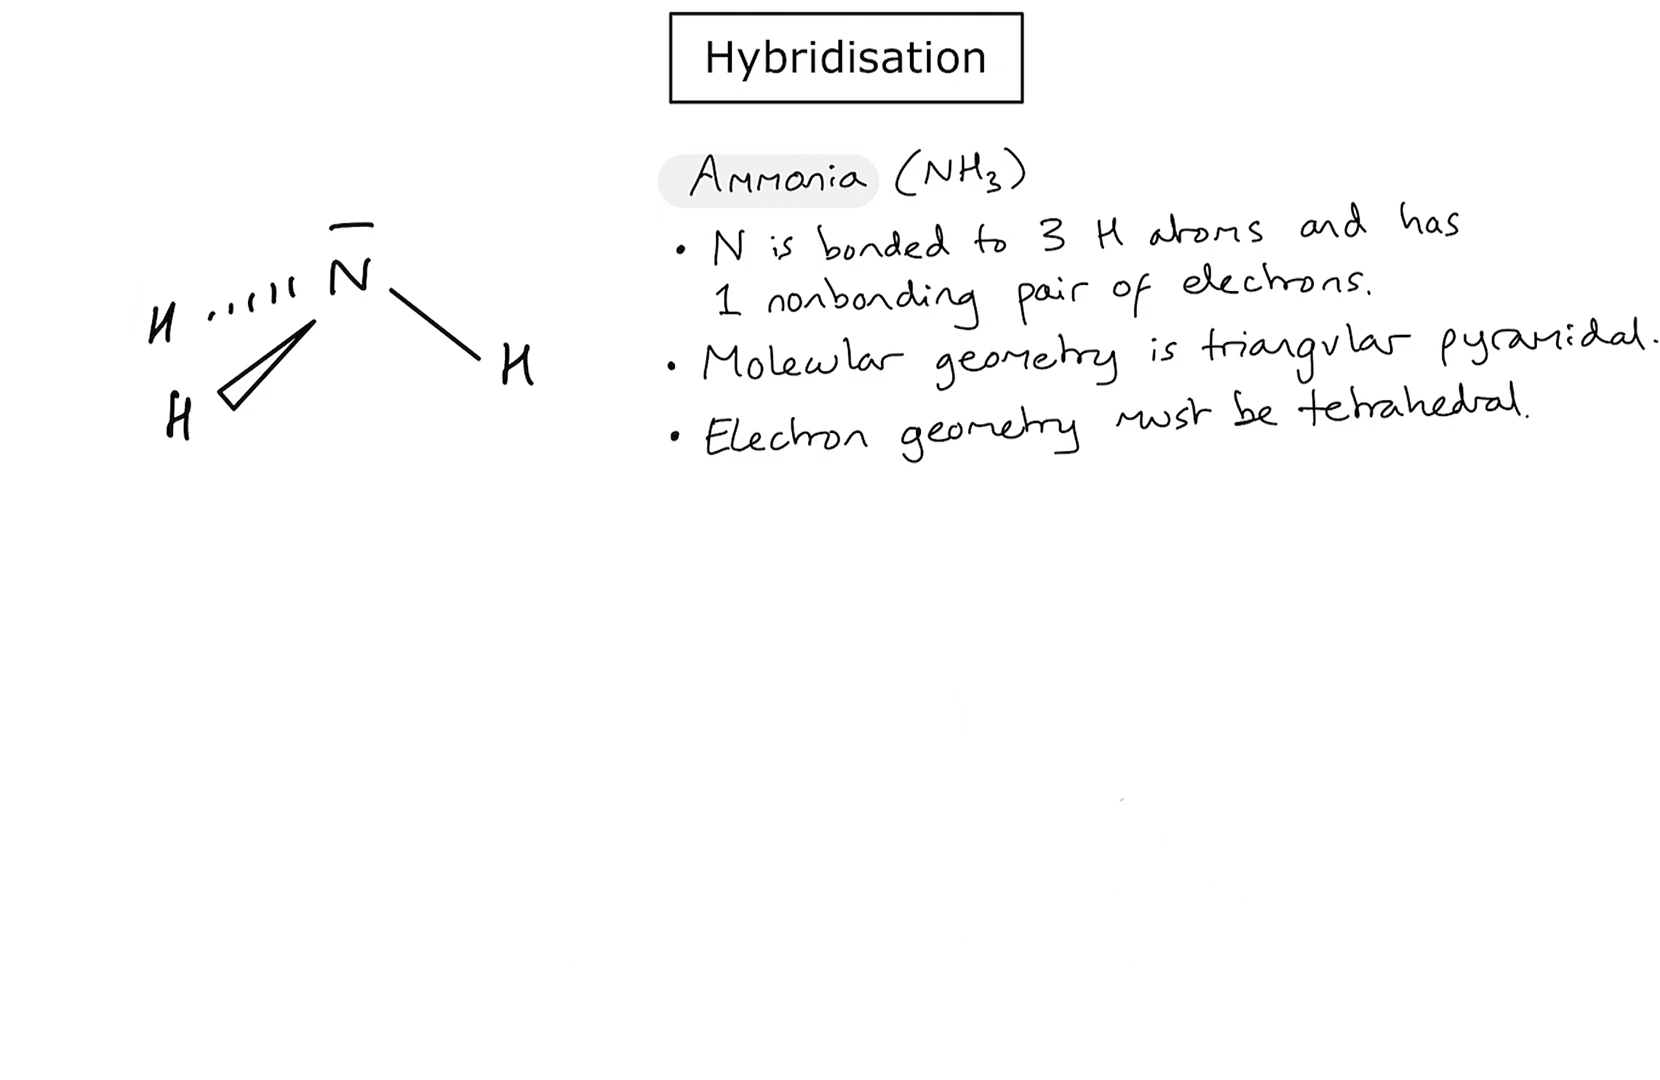 Hybridisation
Ammonia (NH₃)
• N is bonded to 3 H atoms and has
1 nonbonding pair of electrons.
• Molecular geometry is triangular pyramidal.
• Electron geometry must be tetrahedral.
N
H
H
H